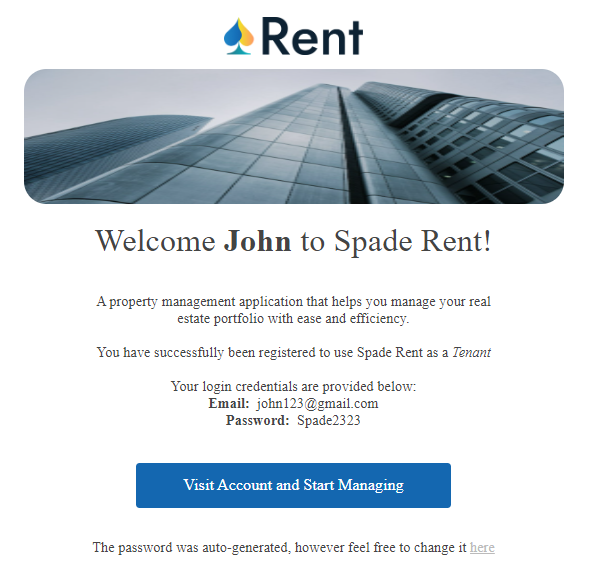 Rent
Welcome John to Spade Rent!
A property management application that helps you manage your real
estate portfolio with ease and efficiency.
You have successfully been registered to use Spade Rent as a Tenant
Your login credentials are provided below:
Email: john123@gmail.com
Password: Spade2323
Visit Account and Start Managing
The password was auto-generated, however feel free to change it here